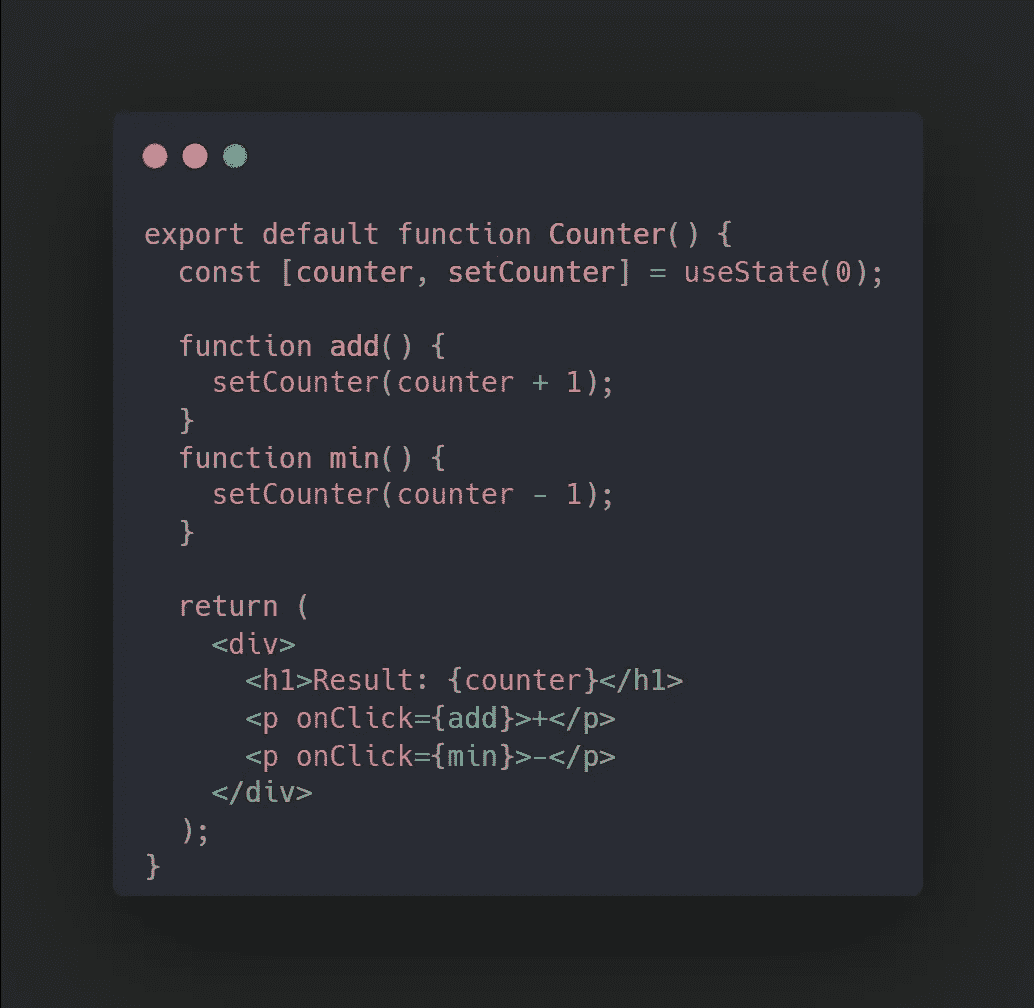 export default function Counter() {
  const [counter, setCounter] = useState(0);

  function add() {
    setCounter(counter + 1);
  }
  function min() {
    setCounter(counter - 1);
  }

  return (
    <div>
      <h1>Result: {counter}</h1>
      <p onClick={add}>+</p>
      <p onClick={min}>-</p>
    </div>
  );
}